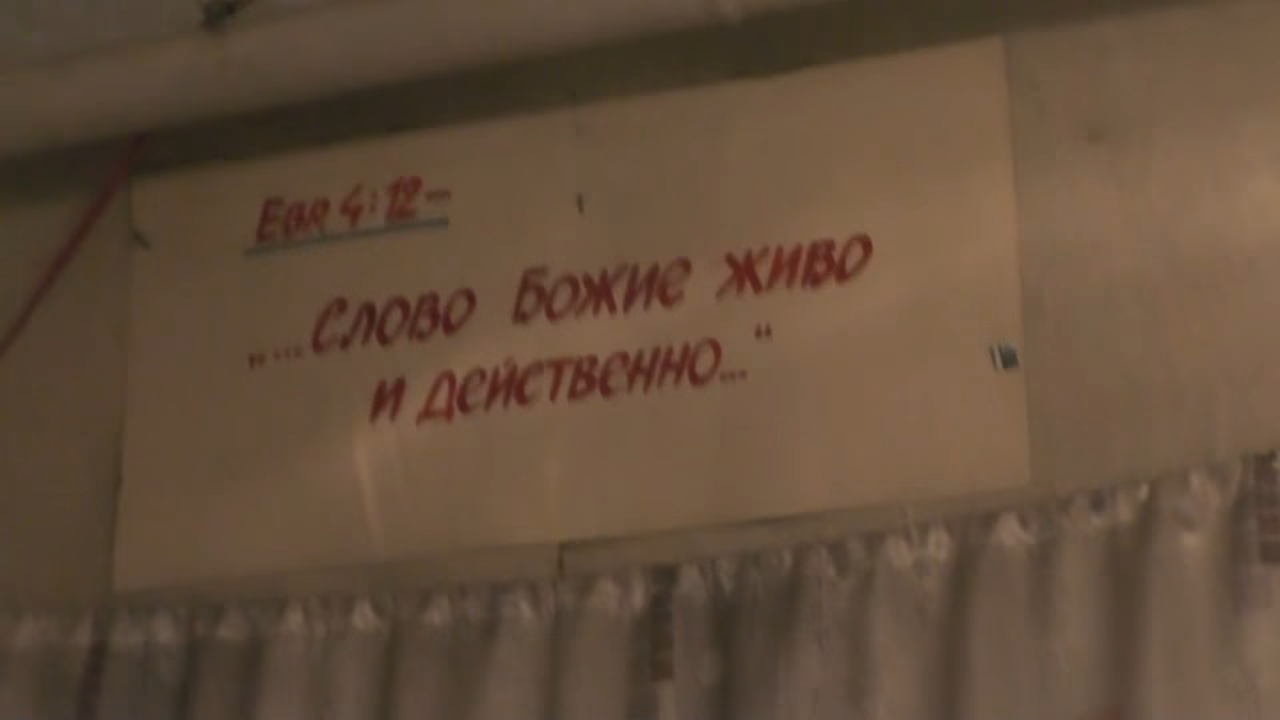 Евр 4:12-
„...Слово Божие живо
и действенно..."